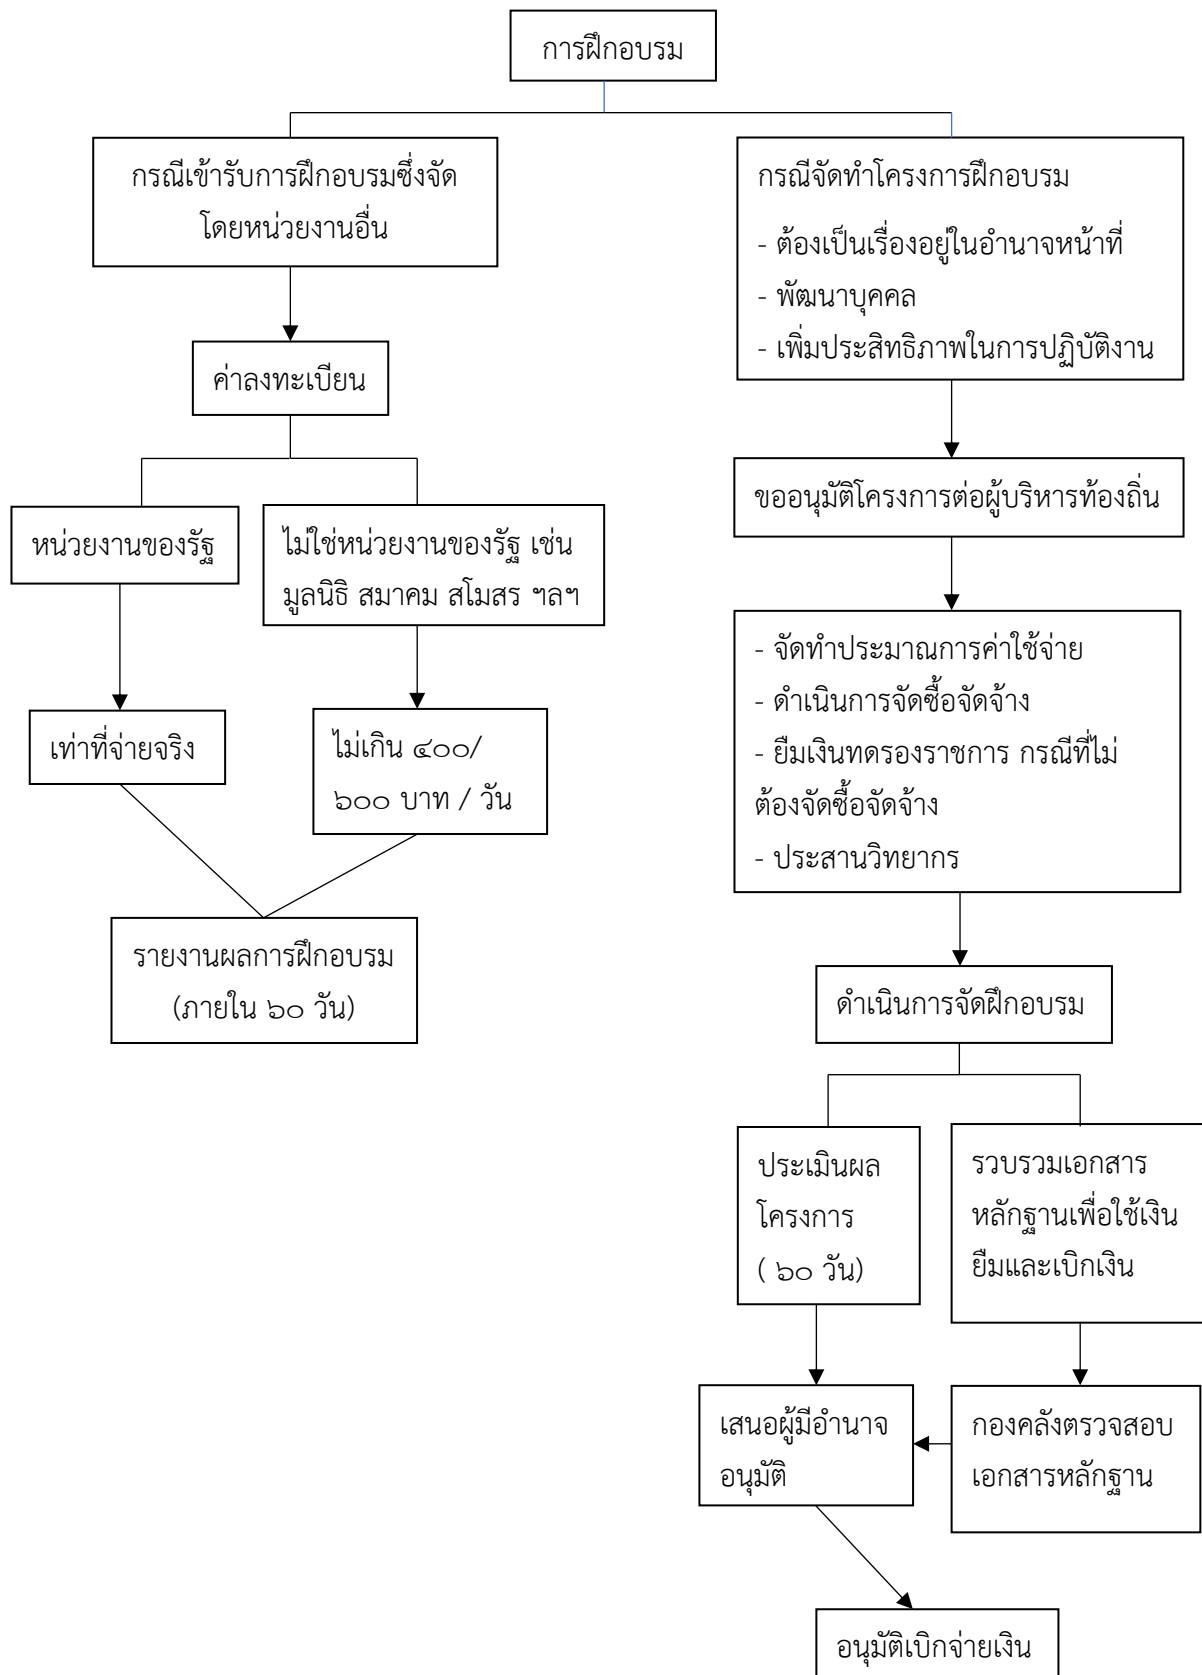 การฝึกอบรม
กรณีเข้ารับการฝึกอบรมซึ่งจัด
โดยหน่วยงานอื่น
ค่าลงทะเบียน
หน่วยงานของรัฐ
ไม่ใช่หน่วยงานของรัฐ เช่น
มูลนิธิ สมาคม สโมสร ฯลฯ
เท่าที่จ่ายจริง
ไม่เกิน ๔๐๐/
๖๐๐ บาท / วัน
รายงานผลการฝึกอบรม
(ภายใน ๖๐ วัน)
กรณีจัดทำโครงการฝึกอบรม
- ต้องเป็นเรื่องอยู่ในอำนาจหน้าที่
- พัฒนาบุคคล
- เพิ่มประสิทธิภาพในการปฏิบัติงาน
ขออนุมัติโครงการต่อผู้บริหารท้องถิ่น
- จัดทำประมาณการค่าใช้จ่าย
- ดำเนินการจัดซื้อจัดจ้าง
- ยืมเงินทดรองราชการ กรณีที่ไม่
ต้องจัดซื้อจัดจ้าง
- ประสานวิทยากร
ดำเนินการจัดฝึกอบรม
ประเมินผล
โครงการ
( ๖๐ วัน)
รวบรวมเอกสาร
หลักฐานเพื่อใช้เงิน
ยืมและเบิกเงิน
เสนอผู้มีอำนาจ
อนุมัติ
กองคลังตรวจสอบ
เอกสารหลักฐาน
อนุมัติเบิกจ่ายเงิน